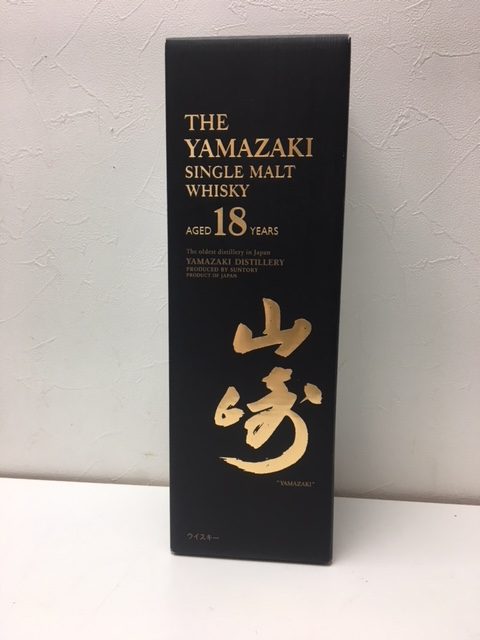 THE
YAMAZAKI
SINGLE MALT
WHISKY
AGED 18 YEARS
The oldest distillery in Japan
YAMAZAKI DISTILLERY
PRODUCED BY SUNTORY
PRODUCT OF JAPAN
山
崎
"YAMAZAKI"
ウイスキー